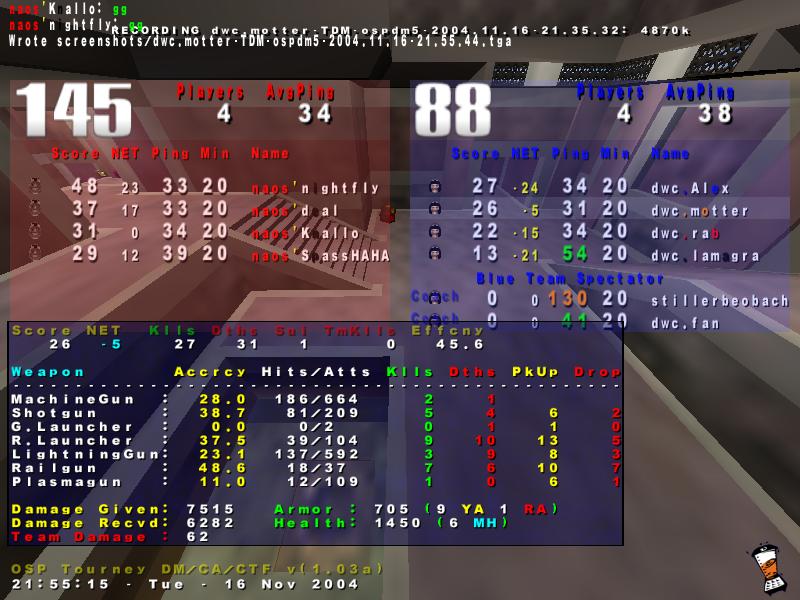 naos'Kallo: gg
naos'nightfly: gg
RECORDING dwc.motter-TDM-ospdm5-2004.11.16-21.35.32: 4870k
Wrote screenshots/dwc.motter-TDM-ospdm5-2004.11.16-21.55.44.tga
145 Players AvgPing
4 34
Score NET Ping Min Name
48 23 33 20 naos'nightfly
37 17 33 20 naos'd al
31 0 34 20 naos'Kallo
29 12 39 20 naos'S assHAHA
88 Players AvgPing
4 38
Score NET Ping Min Name
27 -24 34 20 dwc.Alex
26 -5 31 20 dwc.motter
22 -15 34 20 dwc.rab
13 -21 54 20 dwc.lamagra
Blue Team Spectator
Coach 0 0 130 20 stillerbeobach
Coach 0 0 41 20 dwc.fan
Score NET Klls Dths Sui TmKlls Effcny
26 -5 27 31 1 0 45.6
Weapon Accrcy Hits/Atts Klls Dths PkUp Drop
MachineGun : 28.0 186/664 2 1
Shotgun : 38.7 81/209 5 4 6 2
G.Launcher : 0.0 0/2 0 1 1 0
R.Launcher : 37.5 39/104 9 10 13 5
LightningGun: 23.1 137/592 3 9 8 3
Railgun : 48.6 18/37 7 6 10 7
Plasmagun : 11.0 12/109 1 0 6 1
Damage Given: 7515 Armor : 705 (9 YA 1 RA)
Damage Recvd: 6282 Health: 1450 (6 MH)
Team Damage : 62
OSP Tourney DM/CA/CTF v(1.03a)
21:55:15 - Tue - 16 Nov 2004